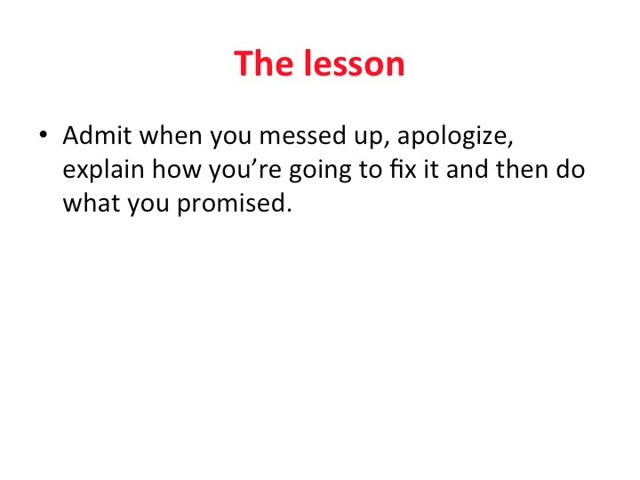 The lesson
• Admit when you messed up, apologize,
explain how you’re going to fix it and then do
what you promised.